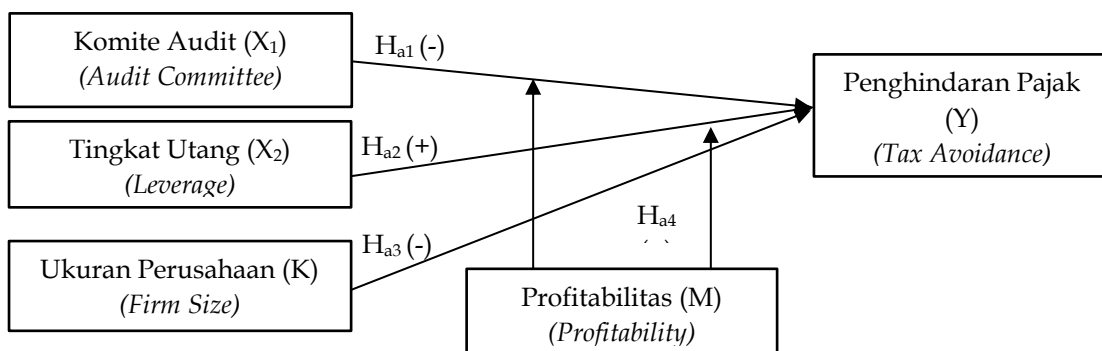 Komite Audit (X₁)
(Audit Committee)
Hₐ₁ (-)
Tingkat Utang (X₂)
(Leverage)
Hₐ₂ (+)
Ukuran Perusahaan (K)
(Firm Size)
Hₐ₃ (-)
Hₐ₄
Profitabilitas (M)
(Profitability)
Penghindaran Pajak
(Y)
(Tax Avoidance)